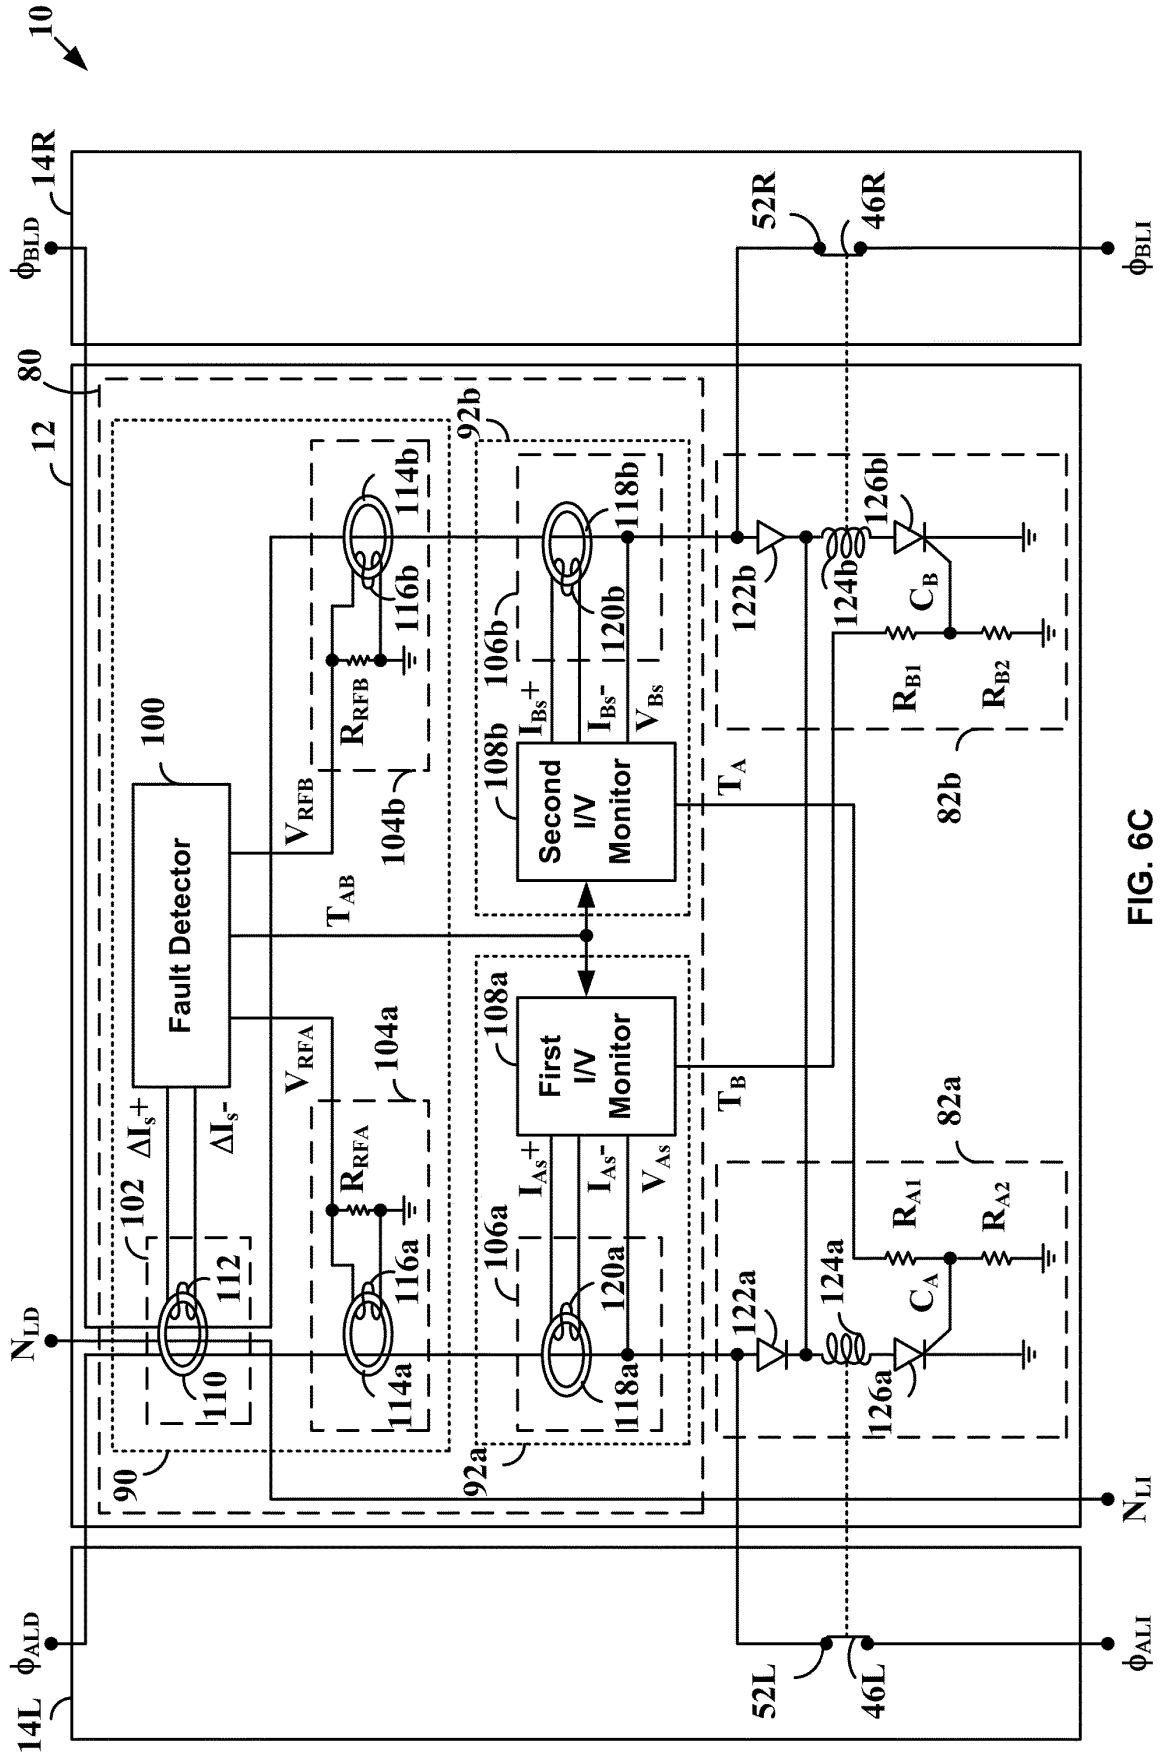 10
14L
ϕALD
NLD
12
80
ϕBLD
14R
90
102
110
112
ΔIs+
ΔIs-
Fault Detector
100
VRFA
TAB
VRFB
114a
116a
RRFA
104a
104b
RRFB
116b
114b
92a
106a
118a
120a
IAs+
IAs-
VAs
108a
First
I/V
Monitor
108b
Second
I/V
Monitor
IBs+
IBs-
VBs
106b
120b
118b
92b
TB
TA
52L
46L
122a
124a
126a
CA
RA1
RA2
82a
82b
RB1
RB2
CB
122b
124b
126b
52R
46R
ϕALI
NLI
ϕBLI
FIG. 6C